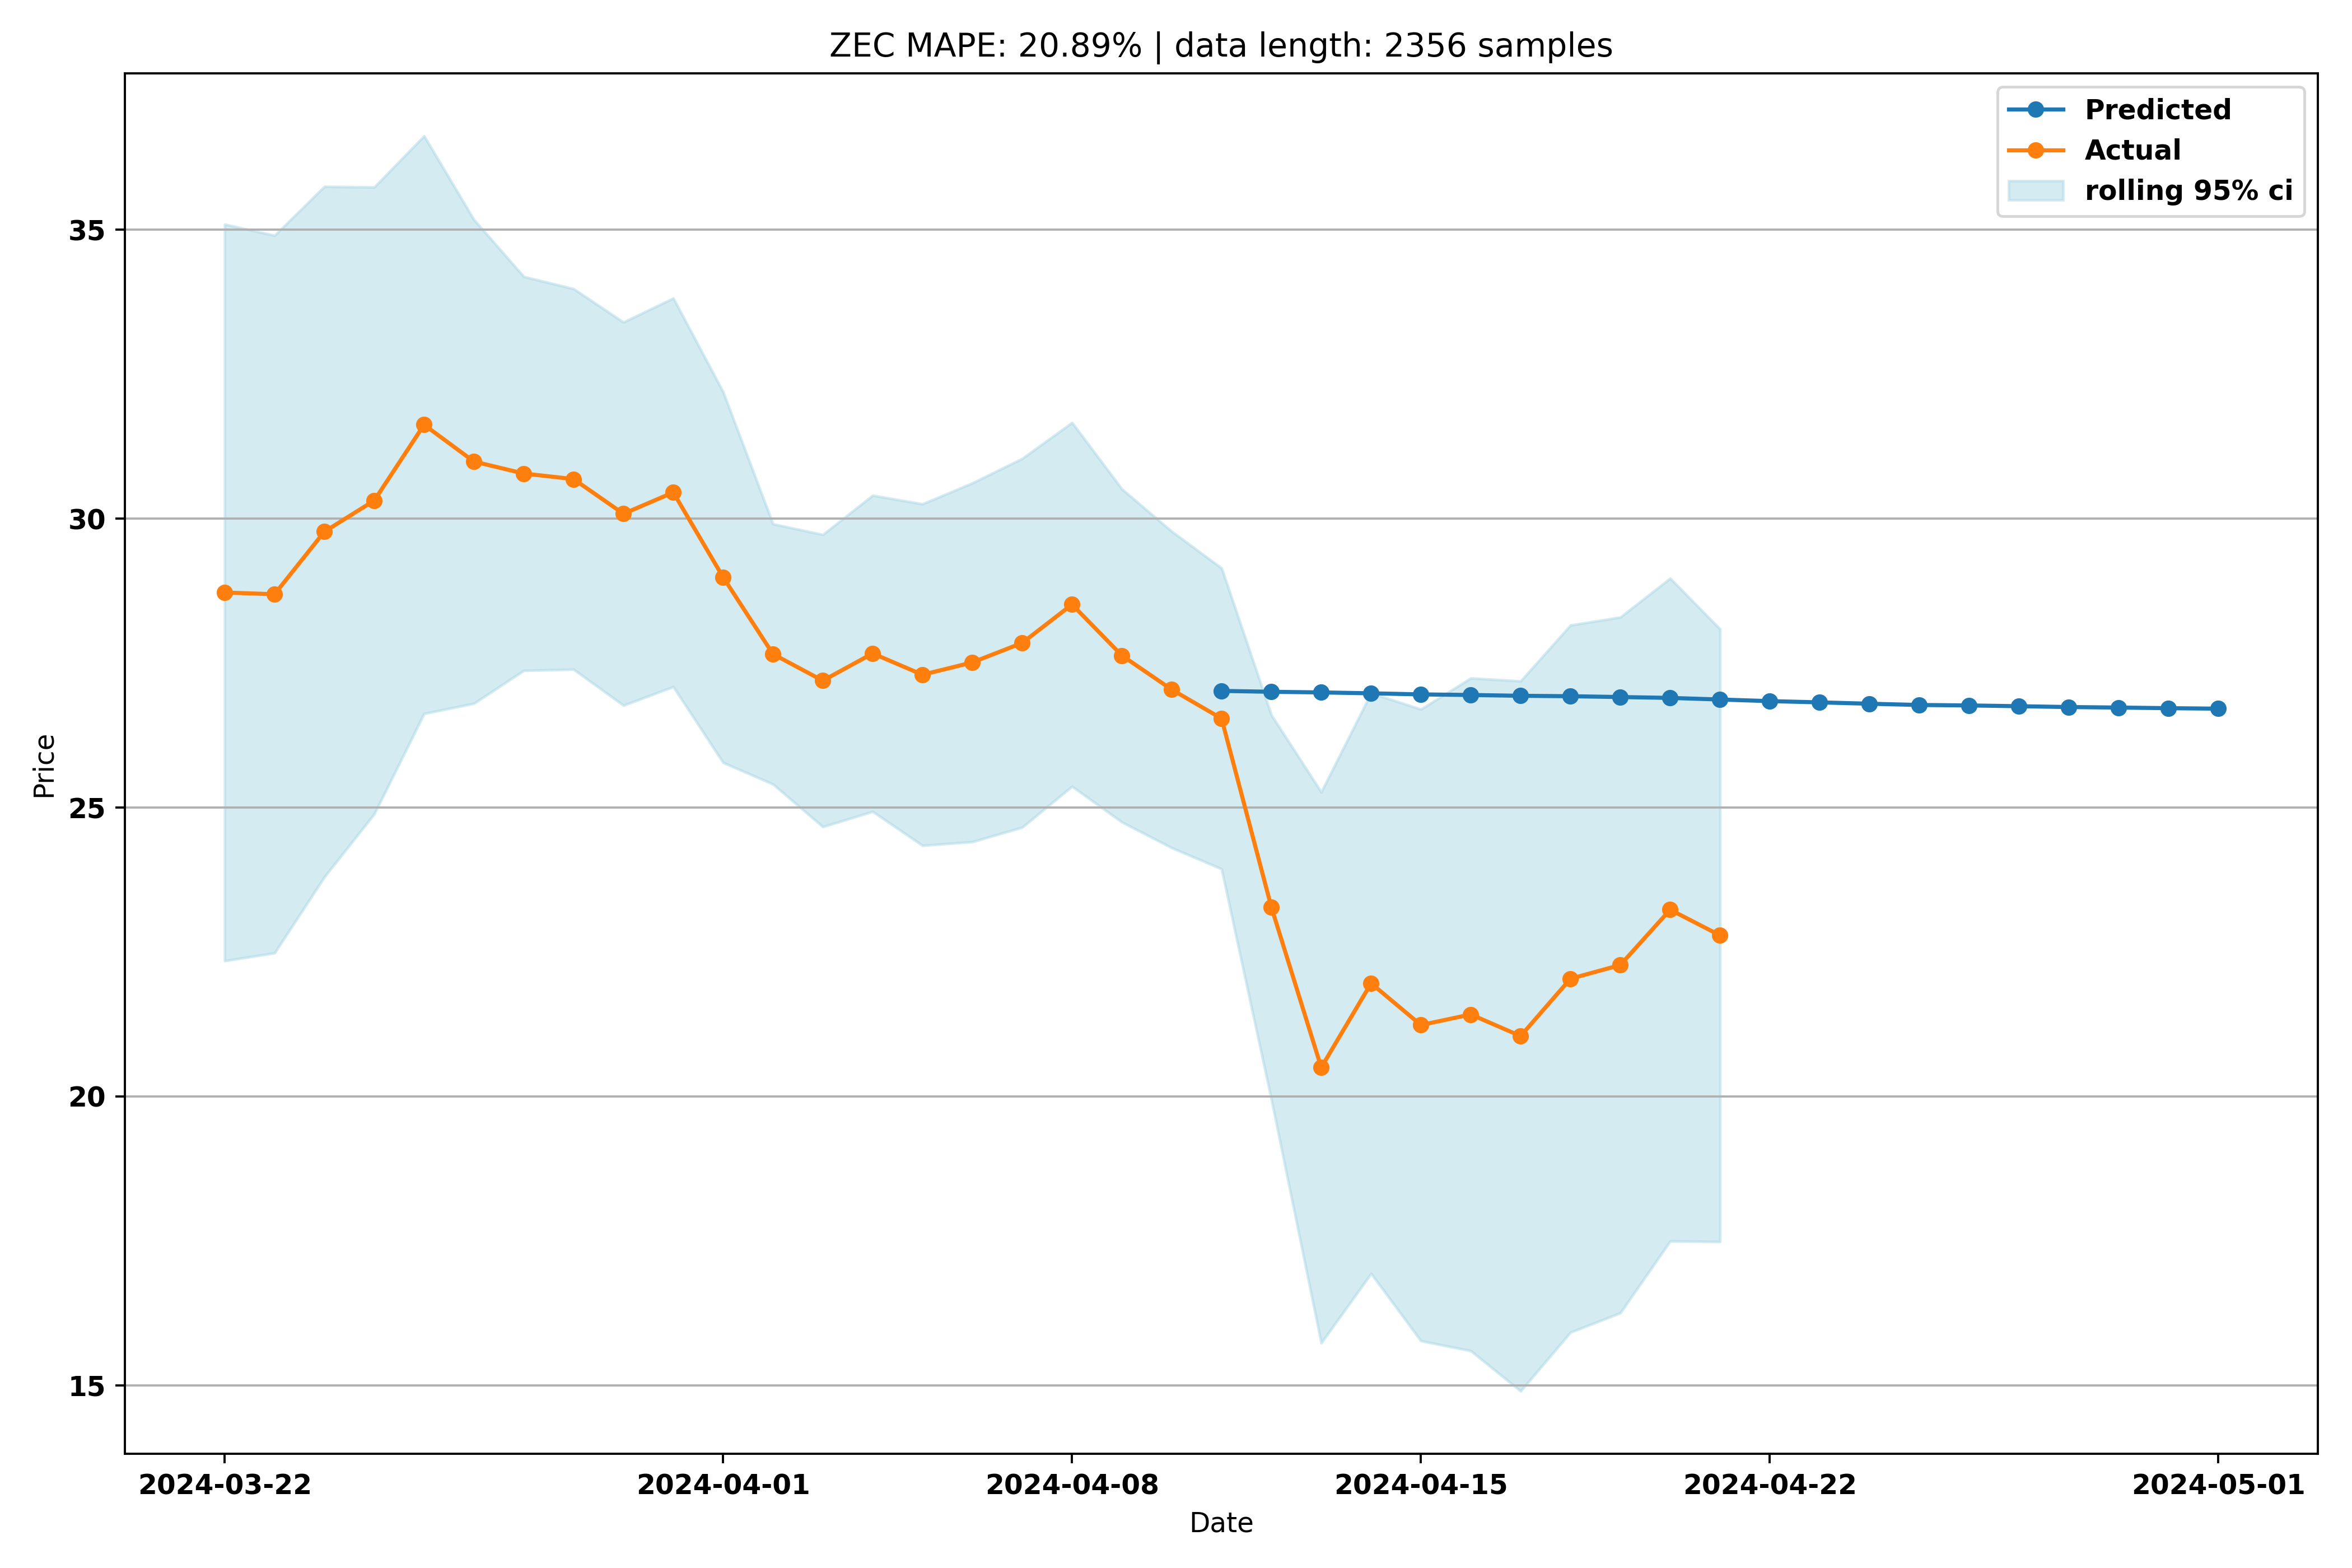 ZEC MAPE: 20.89% | data length: 2356 samples
Predicted
Actual
rolling 95% ci
35
30
25
20
15
Price
2024-03-22
2024-04-01
2024-04-08
2024-04-15
2024-04-22
2024-05-01
Date